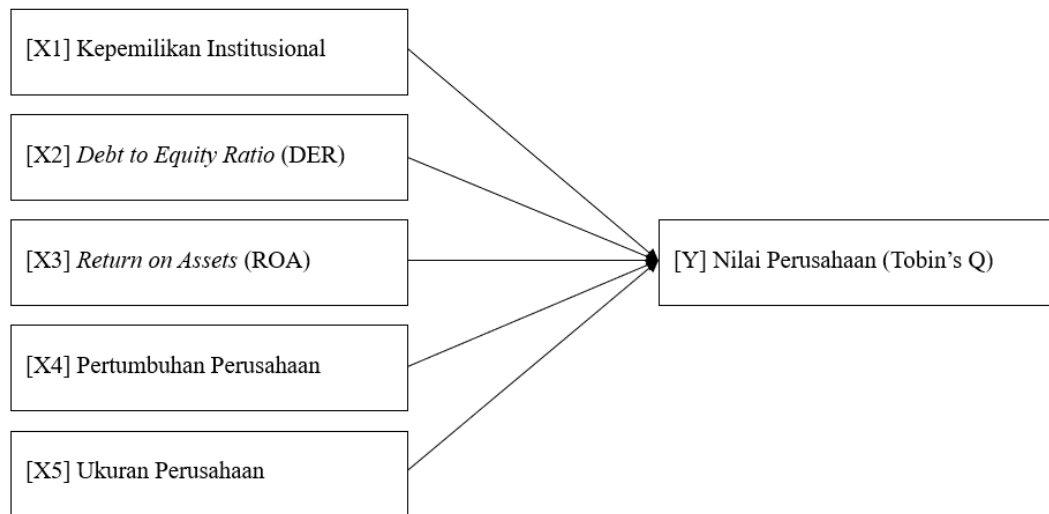 [X1] Kepemilikan Institusional
[X2] Debt to Equity Ratio (DER)
[X3] Return on Assets (ROA)
[Y] Nilai Perusahaan (Tobin’s Q)
[X4] Pertumbuhan Perusahaan
[X5] Ukuran Perusahaan